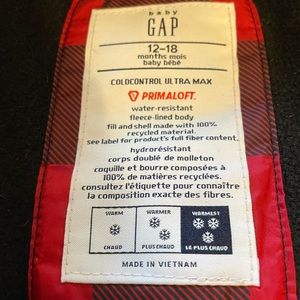 baby
GAP
12-18
months mois
baby bébé
COLDCONTROL ULTRA MAX
PRIMALOFT.
water-resistant
fleece-lined body
fill and shell made with 100%
recycled material.
See label for product's full fiber content.
hydrorésistant
corps doublé de molleton
coquille et bourre composées à
100% de matières recyclées.
consultez l'étiquette pour connaître
la composition exacte des fibres.
WARM WARMER WARMEST
CHAUD PLUS CHAUD LE PLUS CHAUD
MADE IN VIETNAM